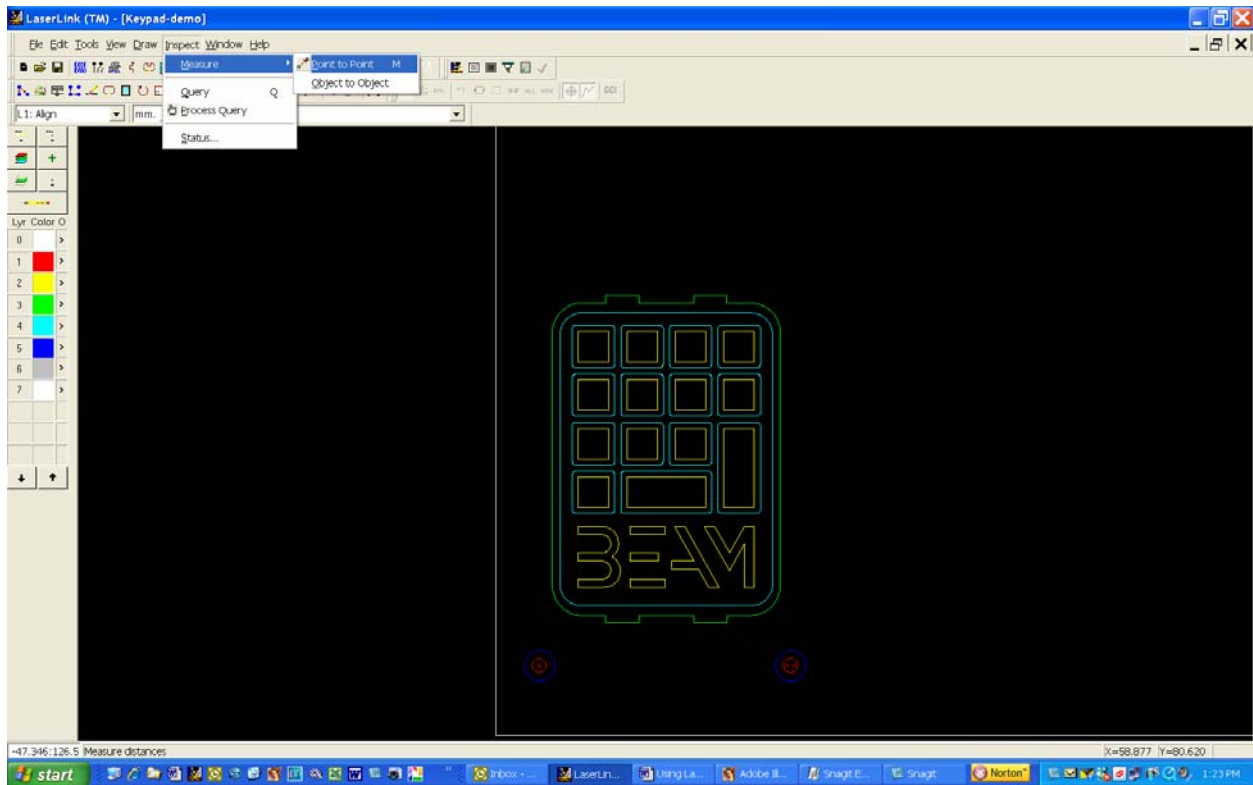 LaserLink (TM) - [Keypad-demo]
File Edit Tools View Draw Inspect Window Help
Measure
Point to Point M
Object to Object
Query Q
Process Query
Status...
L1: Align
mm.
GO!
Lyr Color O
0
1
2
3
4
5
6
7
BEAM
-47.346:126.5 Measure distances
X=58.877 Y=80.620
start
Inbox - ...
LaserLin...
Using La...
Adobe Ill...
SnagIt E...
SnagIt
Norton™
1:23 PM